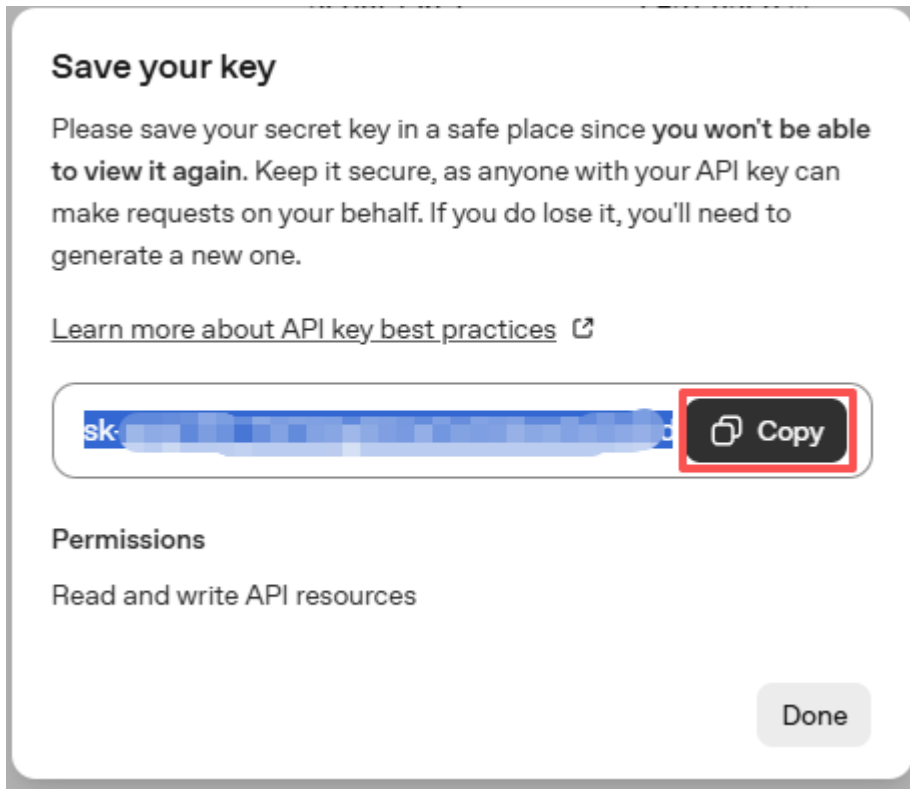 Save your key
Please save your secret key in a safe place since you won't be able
to view it again. Keep it secure, as anyone with your API key can
make requests on your behalf. If you do lose it, you'll need to
generate a new one.
Learn more about API key best practices
sk-
Copy
Permissions
Read and write API resources
Done